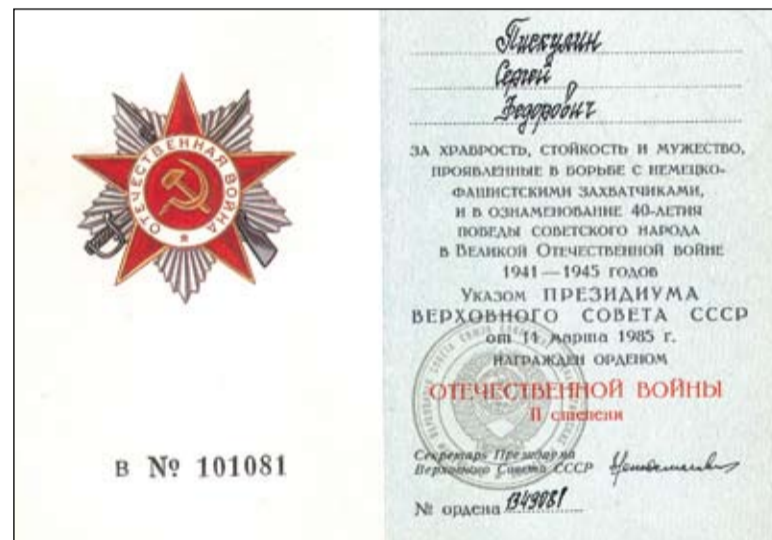 ОТЕЧЕСТВЕННАЯ ВОЙНА
В № 101081
Пискулин
Сергей
Федорович
ЗА ХРАБРОСТЬ, СТОЙКОСТЬ И МУЖЕСТВО,
ПРОЯВЛЕННЫЕ В БОРЬБЕ С НЕМЕЦКО-
ФАШИСТСКИМИ ЗАХВАТЧИКАМИ,
И В ОЗНАМЕНОВАНИЕ 40-ЛЕТИЯ
ПОБЕДЫ СОВЕТСКОГО НАРОДА
В ВЕЛИКОЙ ОТЕЧЕСТВЕННОЙ ВОЙНЕ
1941—1945 ГОДОВ
УКАЗОМ ПРЕЗИДИУМА
ВЕРХОВНОГО СОВЕТА СССР
от 11 марта 1985 г.
НАГРАЖДЕН ОРДЕНОМ
ОТЕЧЕСТВЕННОЙ ВОЙНЫ
II степени
Секретарь Президиума
Верховного Совета СССР
№ ордена 1349081